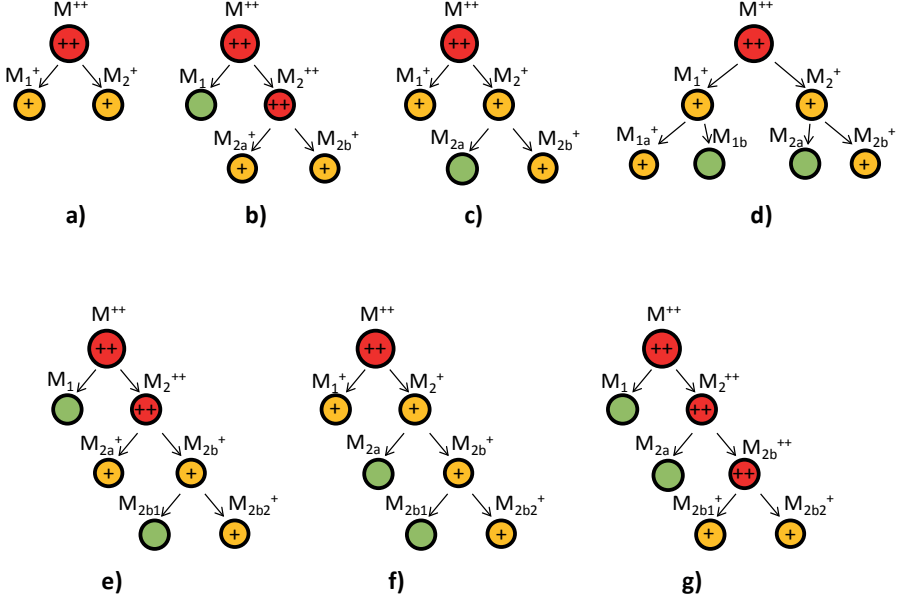 M⁺⁺ M⁺⁺ M⁺⁺ M⁺⁺
++ ++ ++ ++
M₁⁺ M₂⁺ M₁ M₂⁺⁺ M₁⁺ M₂⁺ M₁⁺ M₂⁺
+ + ++ + + + +
M₂ₐ⁺ M₂b⁺ M₂ₐ M₂b⁺ M₁ₐ⁺ M₁b M₂ₐ M₂b⁺
+ + + + +
a) b) c) d)
M⁺⁺ M⁺⁺ M⁺⁺
++ ++ ++
M₁ M₂⁺⁺ M₁⁺ M₂⁺ M₁ M₂⁺⁺
++ + + ++
M₂ₐ⁺ M₂b⁺ M₂ₐ M₂b⁺ M₂ₐ M₂b⁺⁺
+ + + ++
M₂b₁ M₂b₂⁺ M₂b₁ M₂b₂⁺ M₂b₁⁺ M₂b₂⁺
+ + + +
e) f) g)